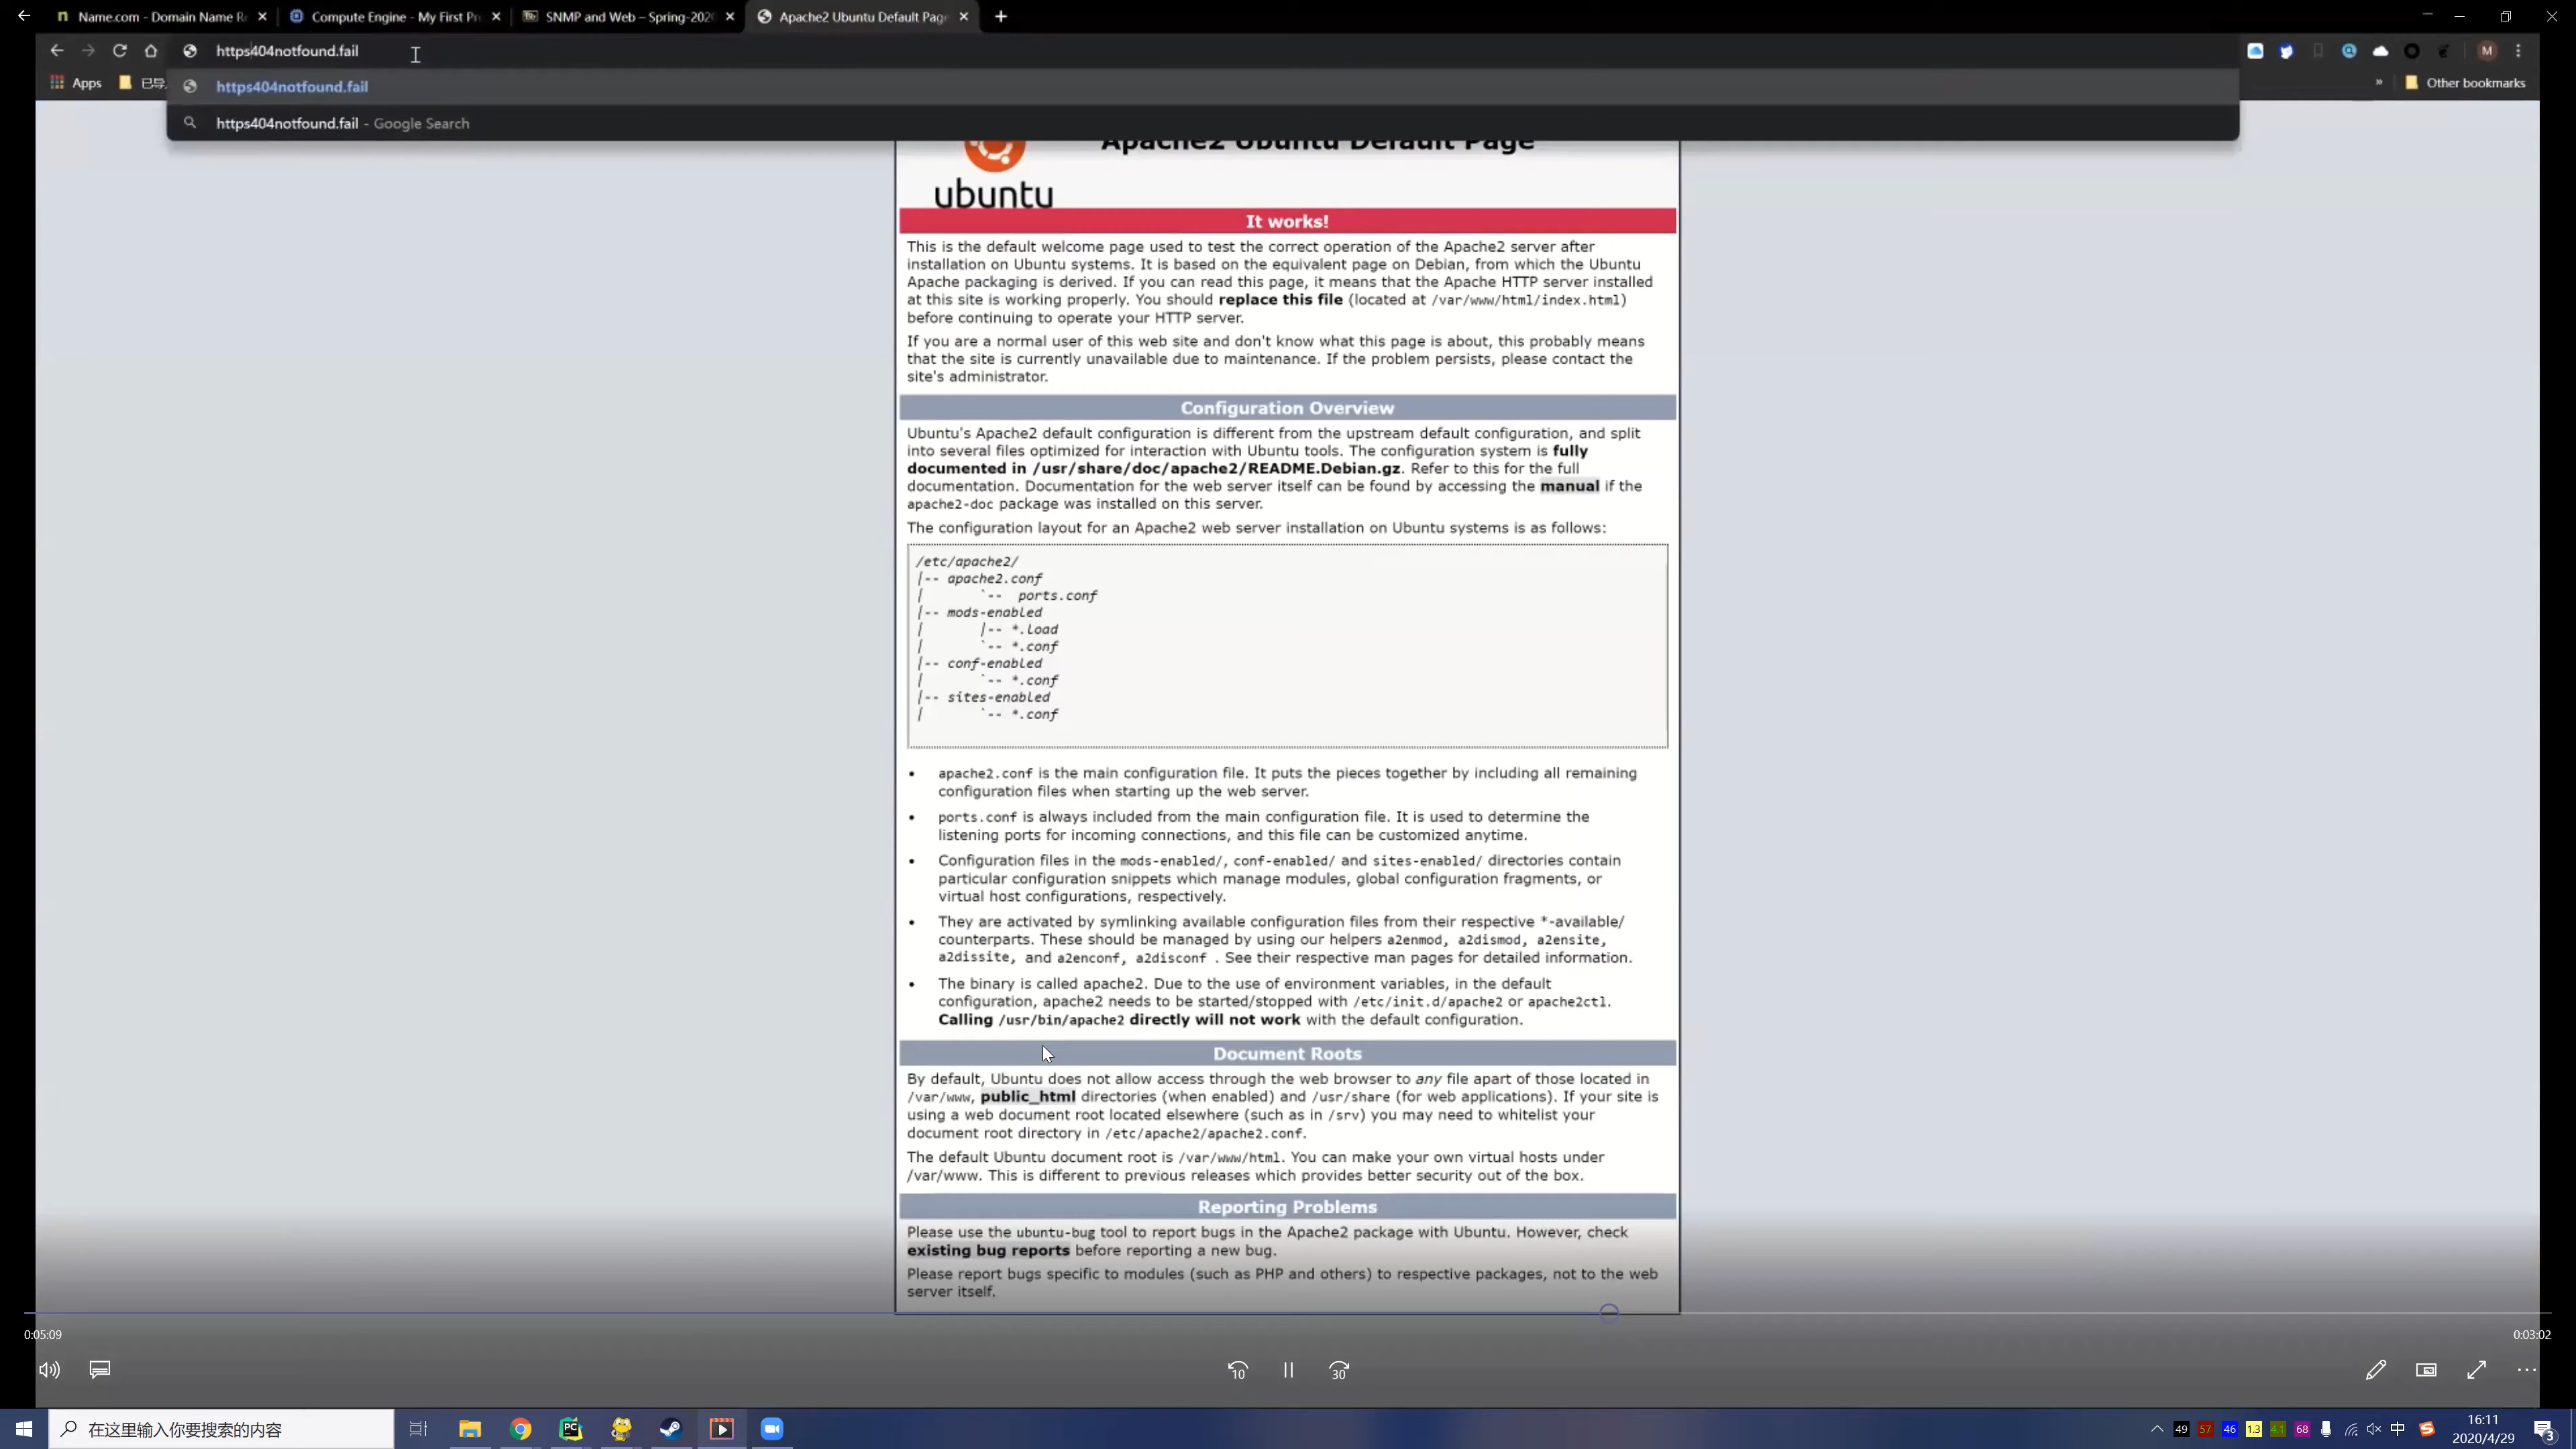 Name.com - Domain Name Re
Compute Engine - My First Pr
SNMP and Web – Spring-2020
Apache2 Ubuntu Default Page
https404notfound.fail
M
Apps
已导
Other bookmarks
https404notfound.fail
https404notfound.fail - Google Search
Apache2 Ubuntu Default Page
ubuntu
It works!
This is the default welcome page used to test the correct operation of the Apache2 server after
installation on Ubuntu systems. It is based on the equivalent page on Debian, from which the Ubuntu
Apache packaging is derived. If you can read this page, it means that the Apache HTTP server installed
at this site is working properly. You should replace this file (located at /var/www/html/index.html)
before continuing to operate your HTTP server.
If you are a normal user of this web site and don't know what this page is about, this probably means
that the site is currently unavailable due to maintenance. If the problem persists, please contact the
site's administrator.
Configuration Overview
Ubuntu's Apache2 default configuration is different from the upstream default configuration, and split
into several files optimized for interaction with Ubuntu tools. The configuration system is fully
documented in /usr/share/doc/apache2/README.Debian.gz. Refer to this for the full
documentation. Documentation for the web server itself can be found by accessing the manual if the
apache2-doc package was installed on this server.
The configuration layout for an Apache2 web server installation on Ubuntu systems is as follows:
/etc/apache2/
|-- apache2.conf
|       `--  ports.conf
|-- mods-enabled
|       |-- *.load
|       `-- *.conf
|-- conf-enabled
|       `-- *.conf
|-- sites-enabled
|       `-- *.conf
• apache2.conf is the main configuration file. It puts the pieces together by including all remaining
configuration files when starting up the web server.
• ports.conf is always included from the main configuration file. It is used to determine the
listening ports for incoming connections, and this file can be customized anytime.
• Configuration files in the mods-enabled/, conf-enabled/ and sites-enabled/ directories contain
particular configuration snippets which manage modules, global configuration fragments, or
virtual host configurations, respectively.
• They are activated by symlinking available configuration files from their respective *-available/
counterparts. These should be managed by using our helpers a2enmod, a2dismod, a2ensite,
a2dissite, and a2enconf, a2disconf . See their respective man pages for detailed information.
• The binary is called apache2. Due to the use of environment variables, in the default
configuration, apache2 needs to be started/stopped with /etc/init.d/apache2 or apache2ctl.
Calling /usr/bin/apache2 directly will not work with the default configuration.
Document Roots
By default, Ubuntu does not allow access through the web browser to any file apart of those located in
/var/www, public_html directories (when enabled) and /usr/share (for web applications). If your site is
using a web document root located elsewhere (such as in /srv) you may need to whitelist your
document root directory in /etc/apache2/apache2.conf.
The default Ubuntu document root is /var/www/html. You can make your own virtual hosts under
/var/www. This is different to previous releases which provides better security out of the box.
Reporting Problems
Please use the ubuntu-bug tool to report bugs in the Apache2 package with Ubuntu. However, check
existing bug reports before reporting a new bug.
Please report bugs specific to modules (such as PHP and others) to respective packages, not to the web
server itself.
0:05:09
0:03:02
10
30
在这里输入你要搜索的内容
PC
49 57 46 1.3 4.1 68
中
S
16:11
2020/4/29
3